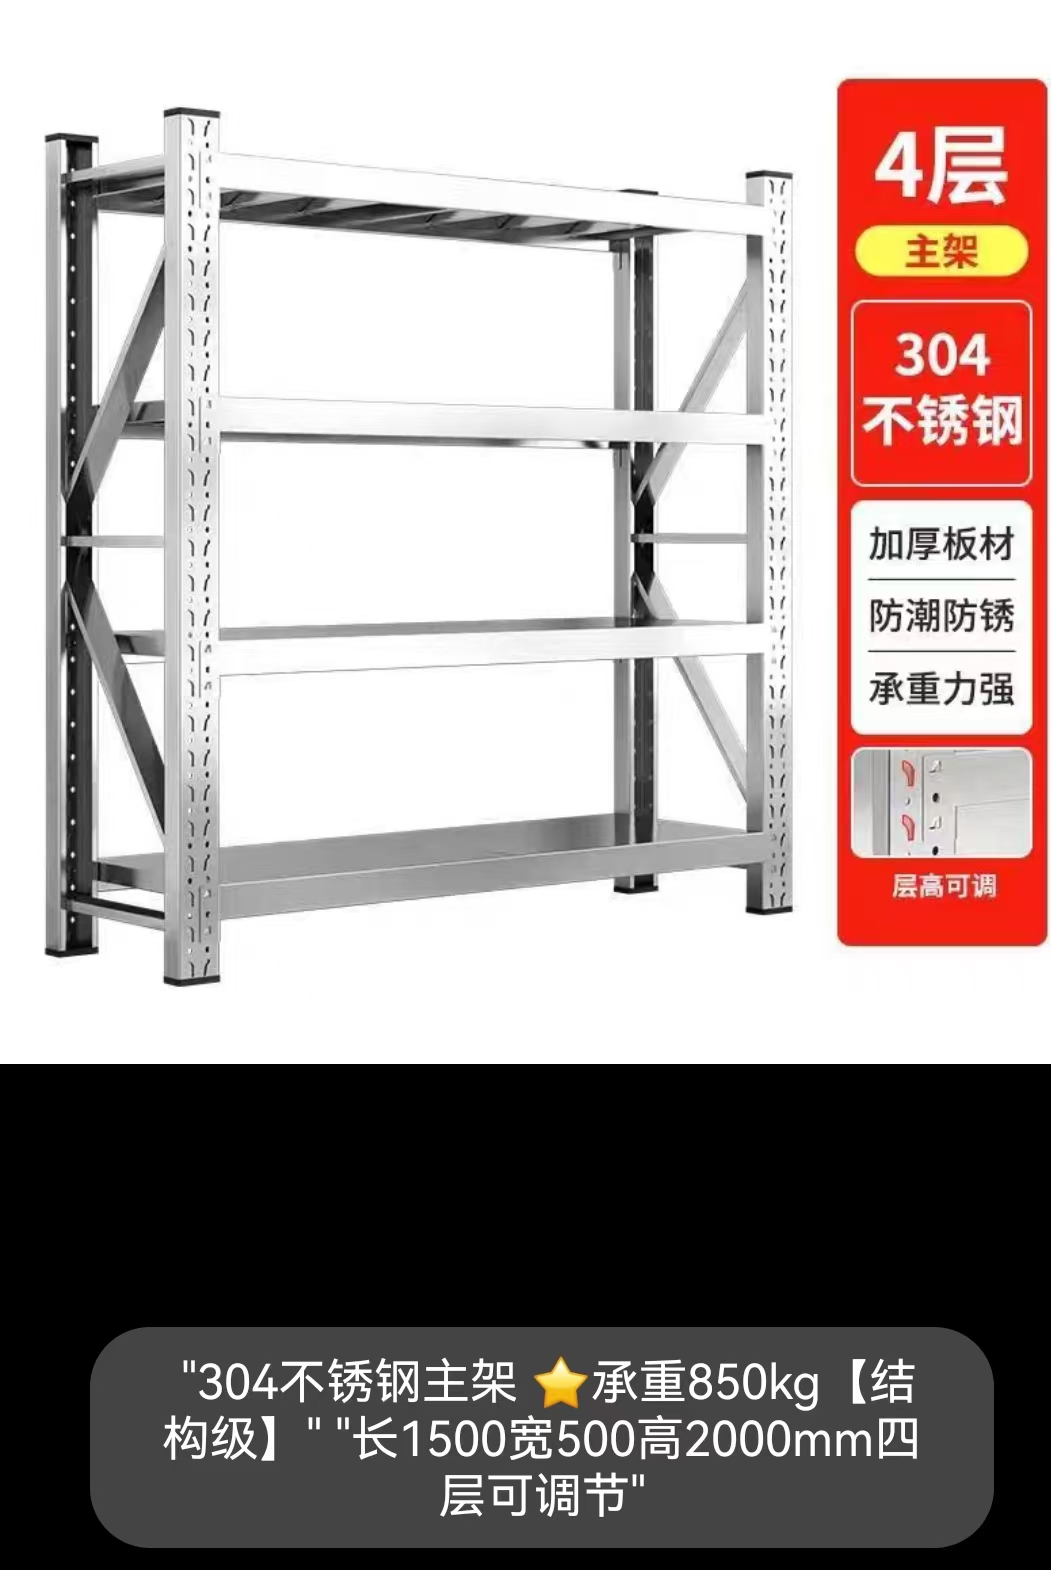 4层
主架
304
不锈钢
加厚板材
防潮防锈
承重力强
层高可调
"304不锈钢主架 ⭐承重850kg【结
构级】" "长1500宽500高2000mm四
层可调节"